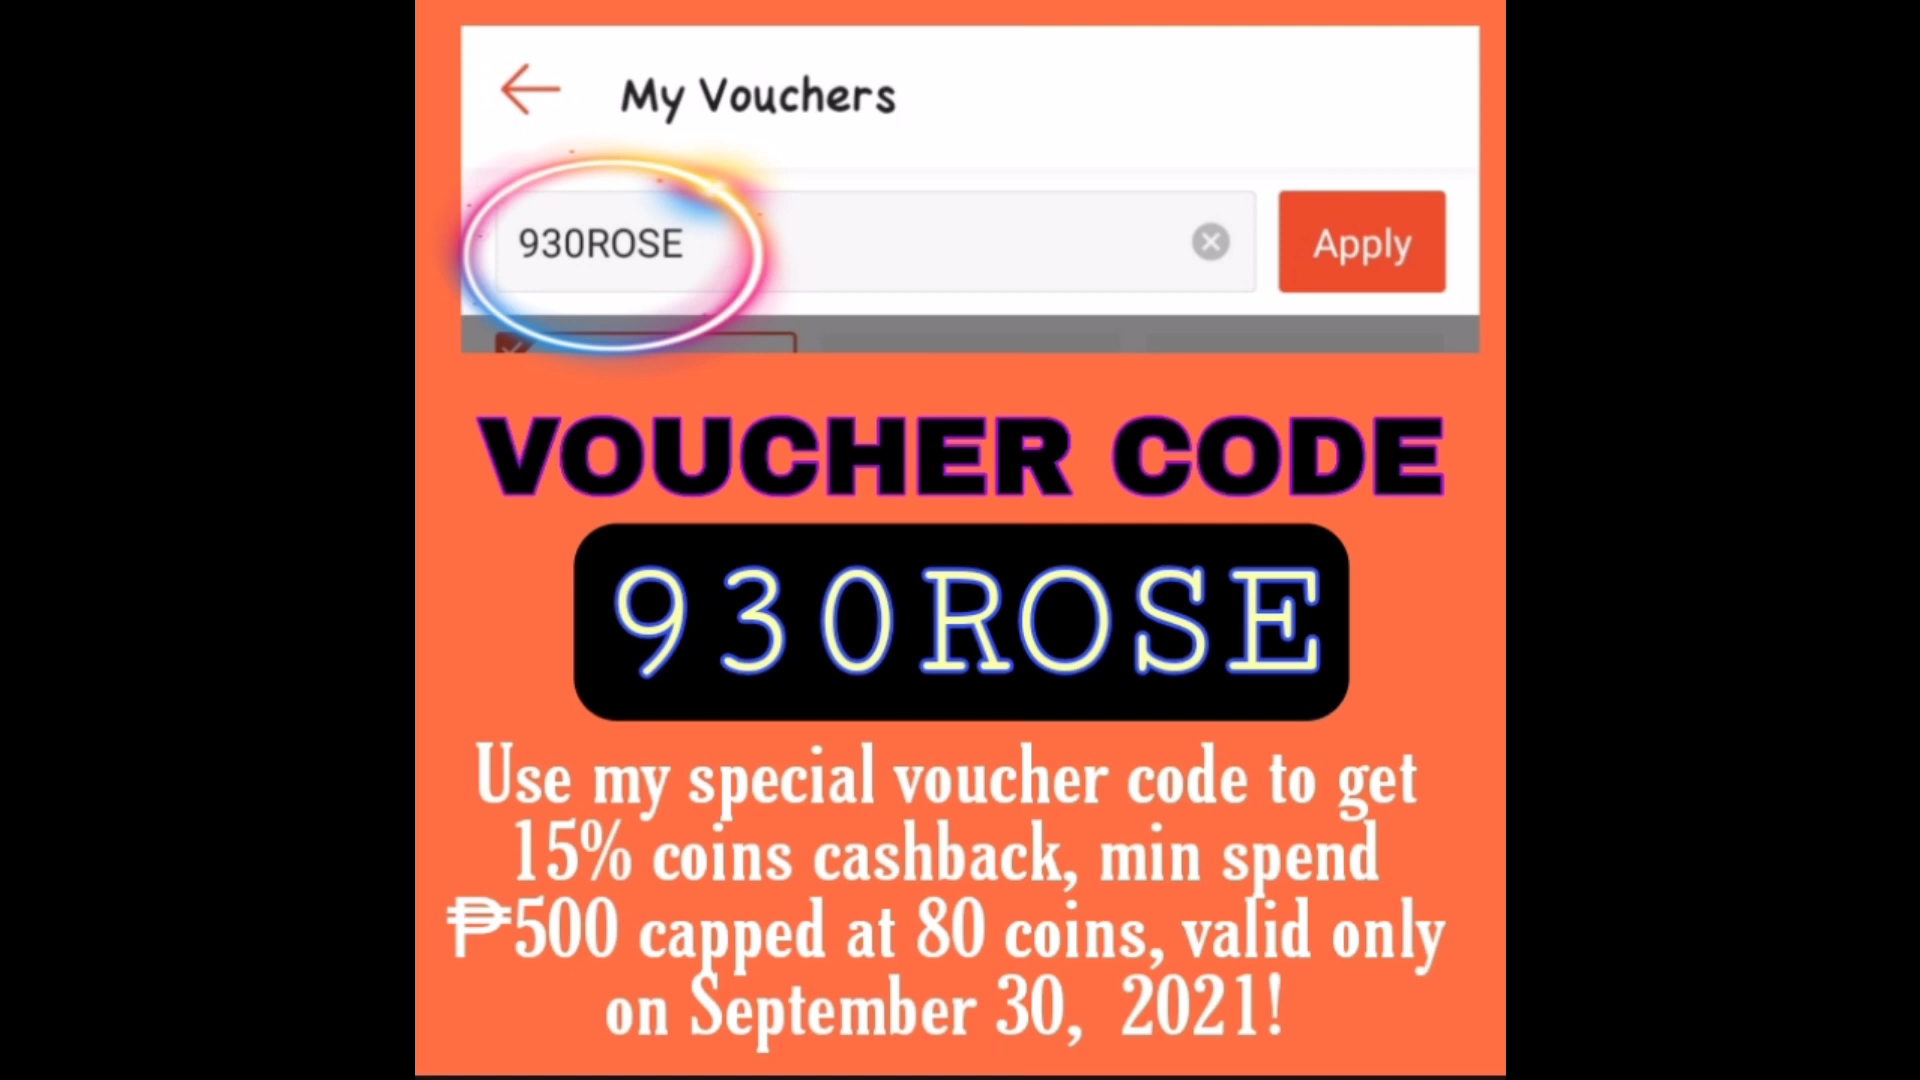 My Vouchers
930ROSE
Apply
VOUCHER CODE
930ROSE
Use my special voucher code to get
15% coins cashback, min spend
₱500 capped at 80 coins, valid only
on September 30, 2021!